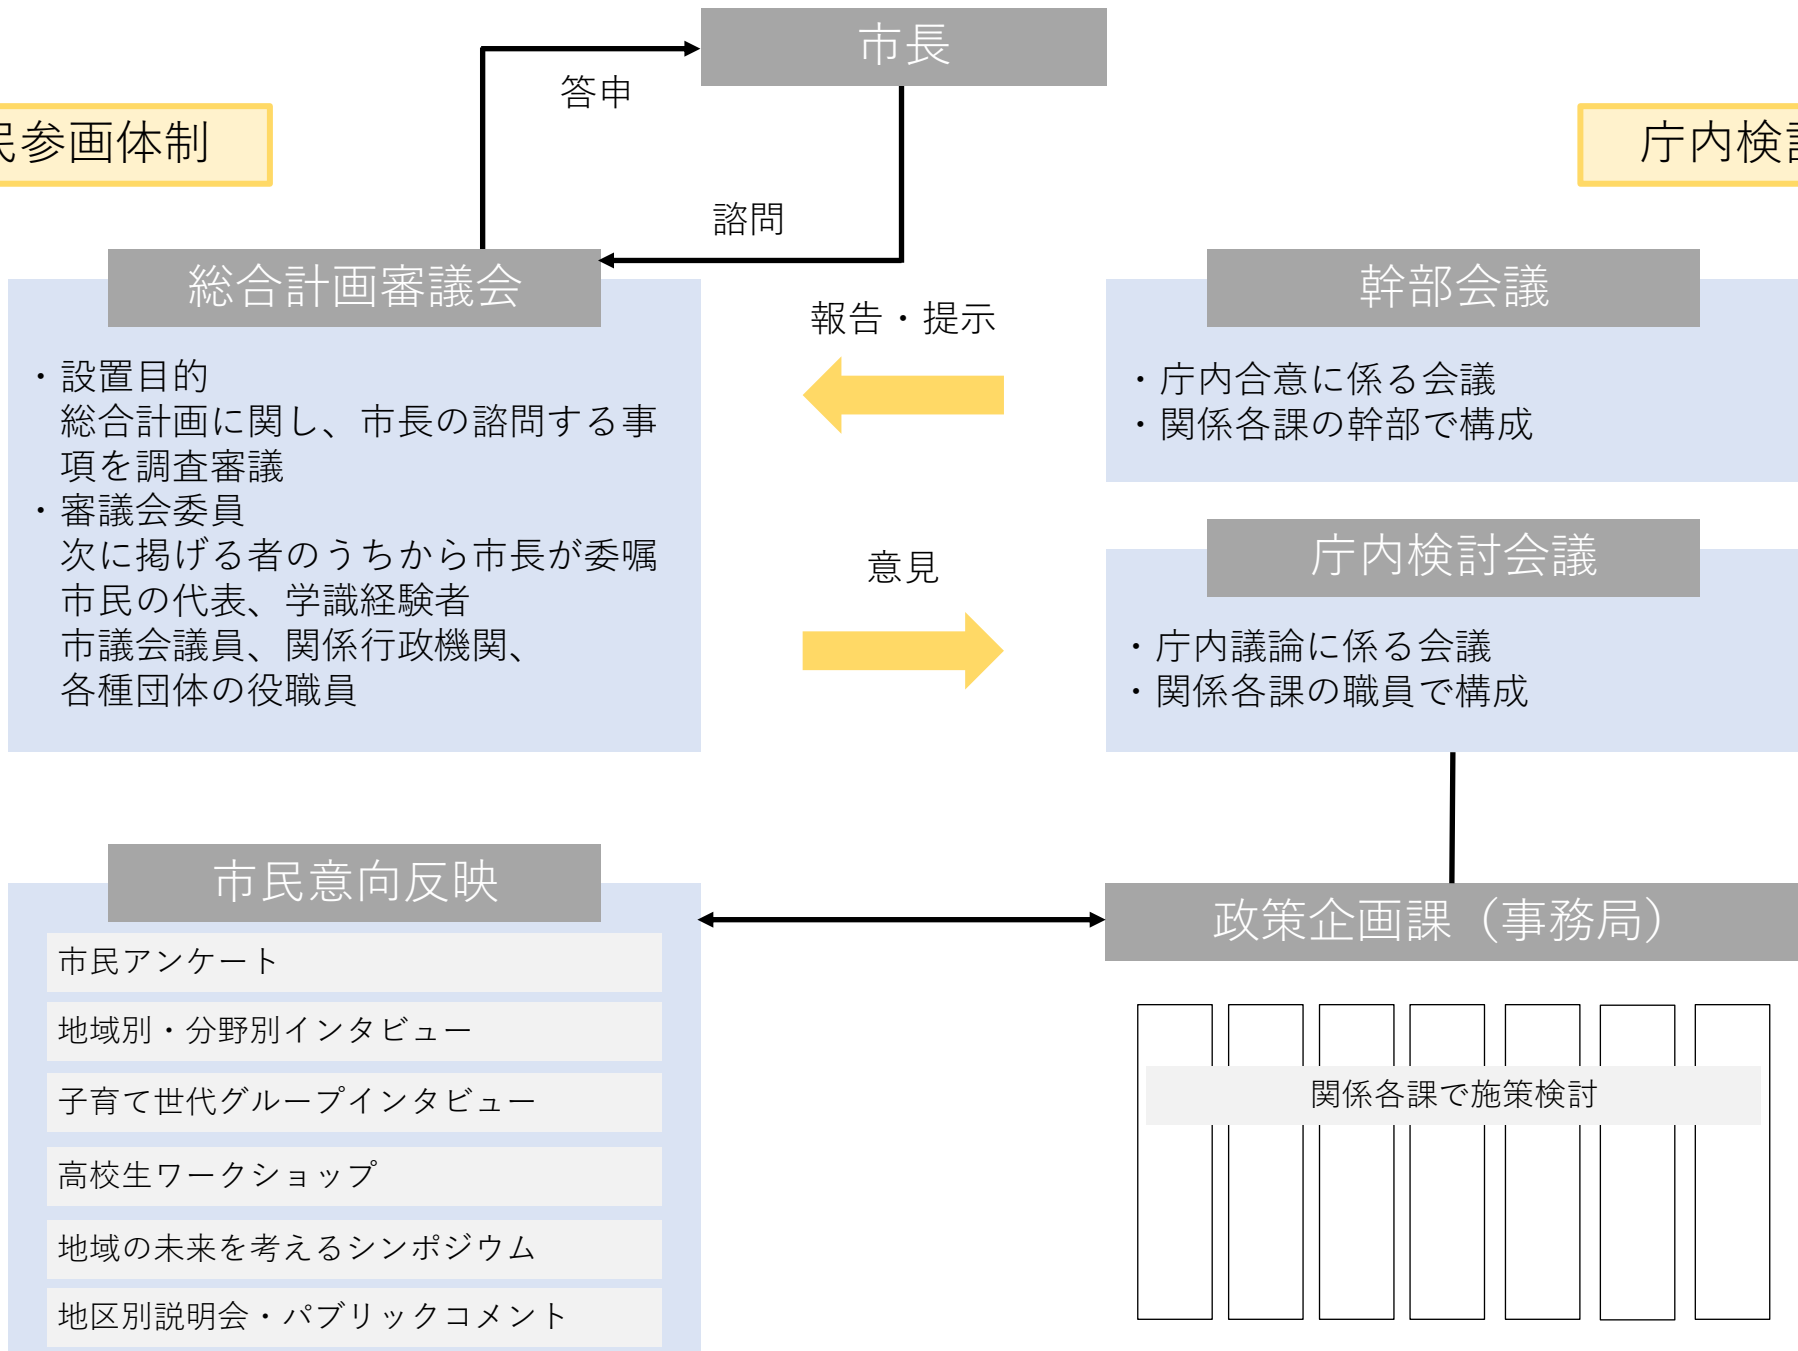 市長
答申
民参画体制
庁内検討
諮問
総合計画審議会
・設置目的
総合計画に関し、市長の諮問する事
項を調査審議
・審議会委員
次に掲げる者のうちから市長が委嘱
市民の代表、学識経験者
市議会議員、関係行政機関、
各種団体の役職員
報告・提示
意見
幹部会議
・庁内合意に係る会議
・関係各課の幹部で構成
庁内検討会議
・庁内議論に係る会議
・関係各課の職員で構成
市民意向反映
市民アンケート
地域別・分野別インタビュー
子育て世代グループインタビュー
高校生ワークショップ
地域の未来を考えるシンポジウム
地区別説明会・パブリックコメント
政策企画課（事務局）
関係各課で施策検討